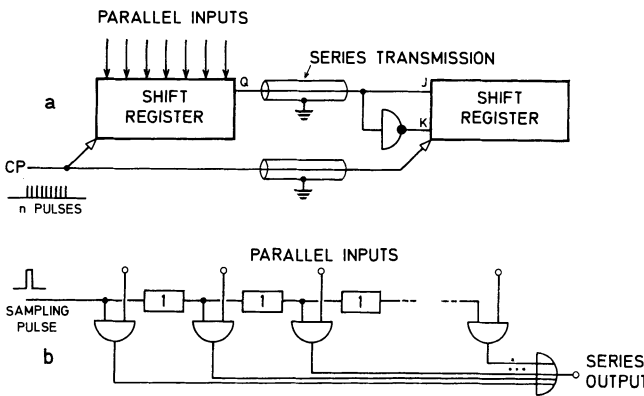 PARALLEL INPUTS
SERIES TRANSMISSION
a
SHIFT
REGISTER
Q
J
K
SHIFT
REGISTER
CP
n PULSES
PARALLEL INPUTS
SAMPLING
PULSE
1
1
1
b
SERIES
OUTPUT